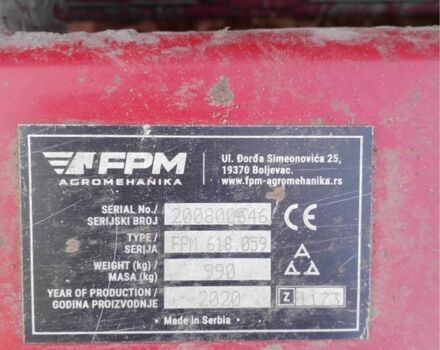 FPM
AGROMEHANIKA
Ul. Đorđa Simeonovića 25,
19370 Boljevac.
www.fpm-agromehanika.rs
SERIAL No./
SERIJSKI BROJ 200800846
TYPE /
SERIJA FPM 618.059
WEIGHT (kg) /
MASA (kg) 990
YEAR OF PRODUCTION /
GODINA PROIZVODNJE 2020 Z 1123
• Made in Serbia •
CE